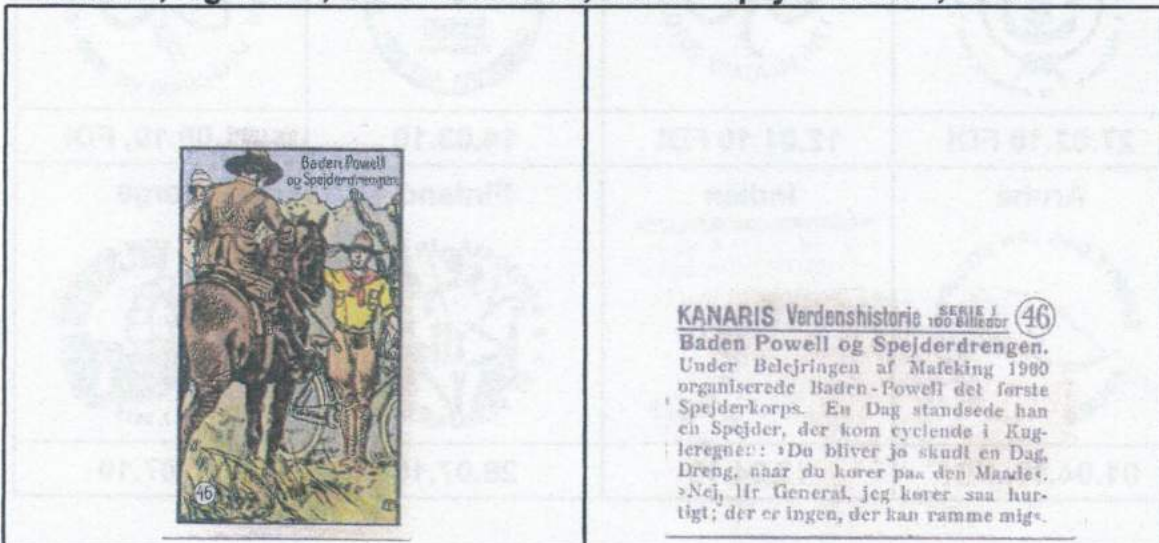 Baden Powell
og Spejderdrengen
46
KANARIS Verdenshistorie SERIE I 100 Billeder 46
Baden Powell og Spejderdrengen.
Under Belejringen af Mafeking 1900
organiserede Baden-Powell det første
Spejderkorps. En Dag standsede han
en Spejder, der kom cyclende i Kug-
leregnen: »Du bliver jo skudt en Dag,
Dreng, naar du kører paa den Maade«.
»Nej, Hr General, jeg kører saa hur-
tigt; der er ingen, der kan ramme mig«.